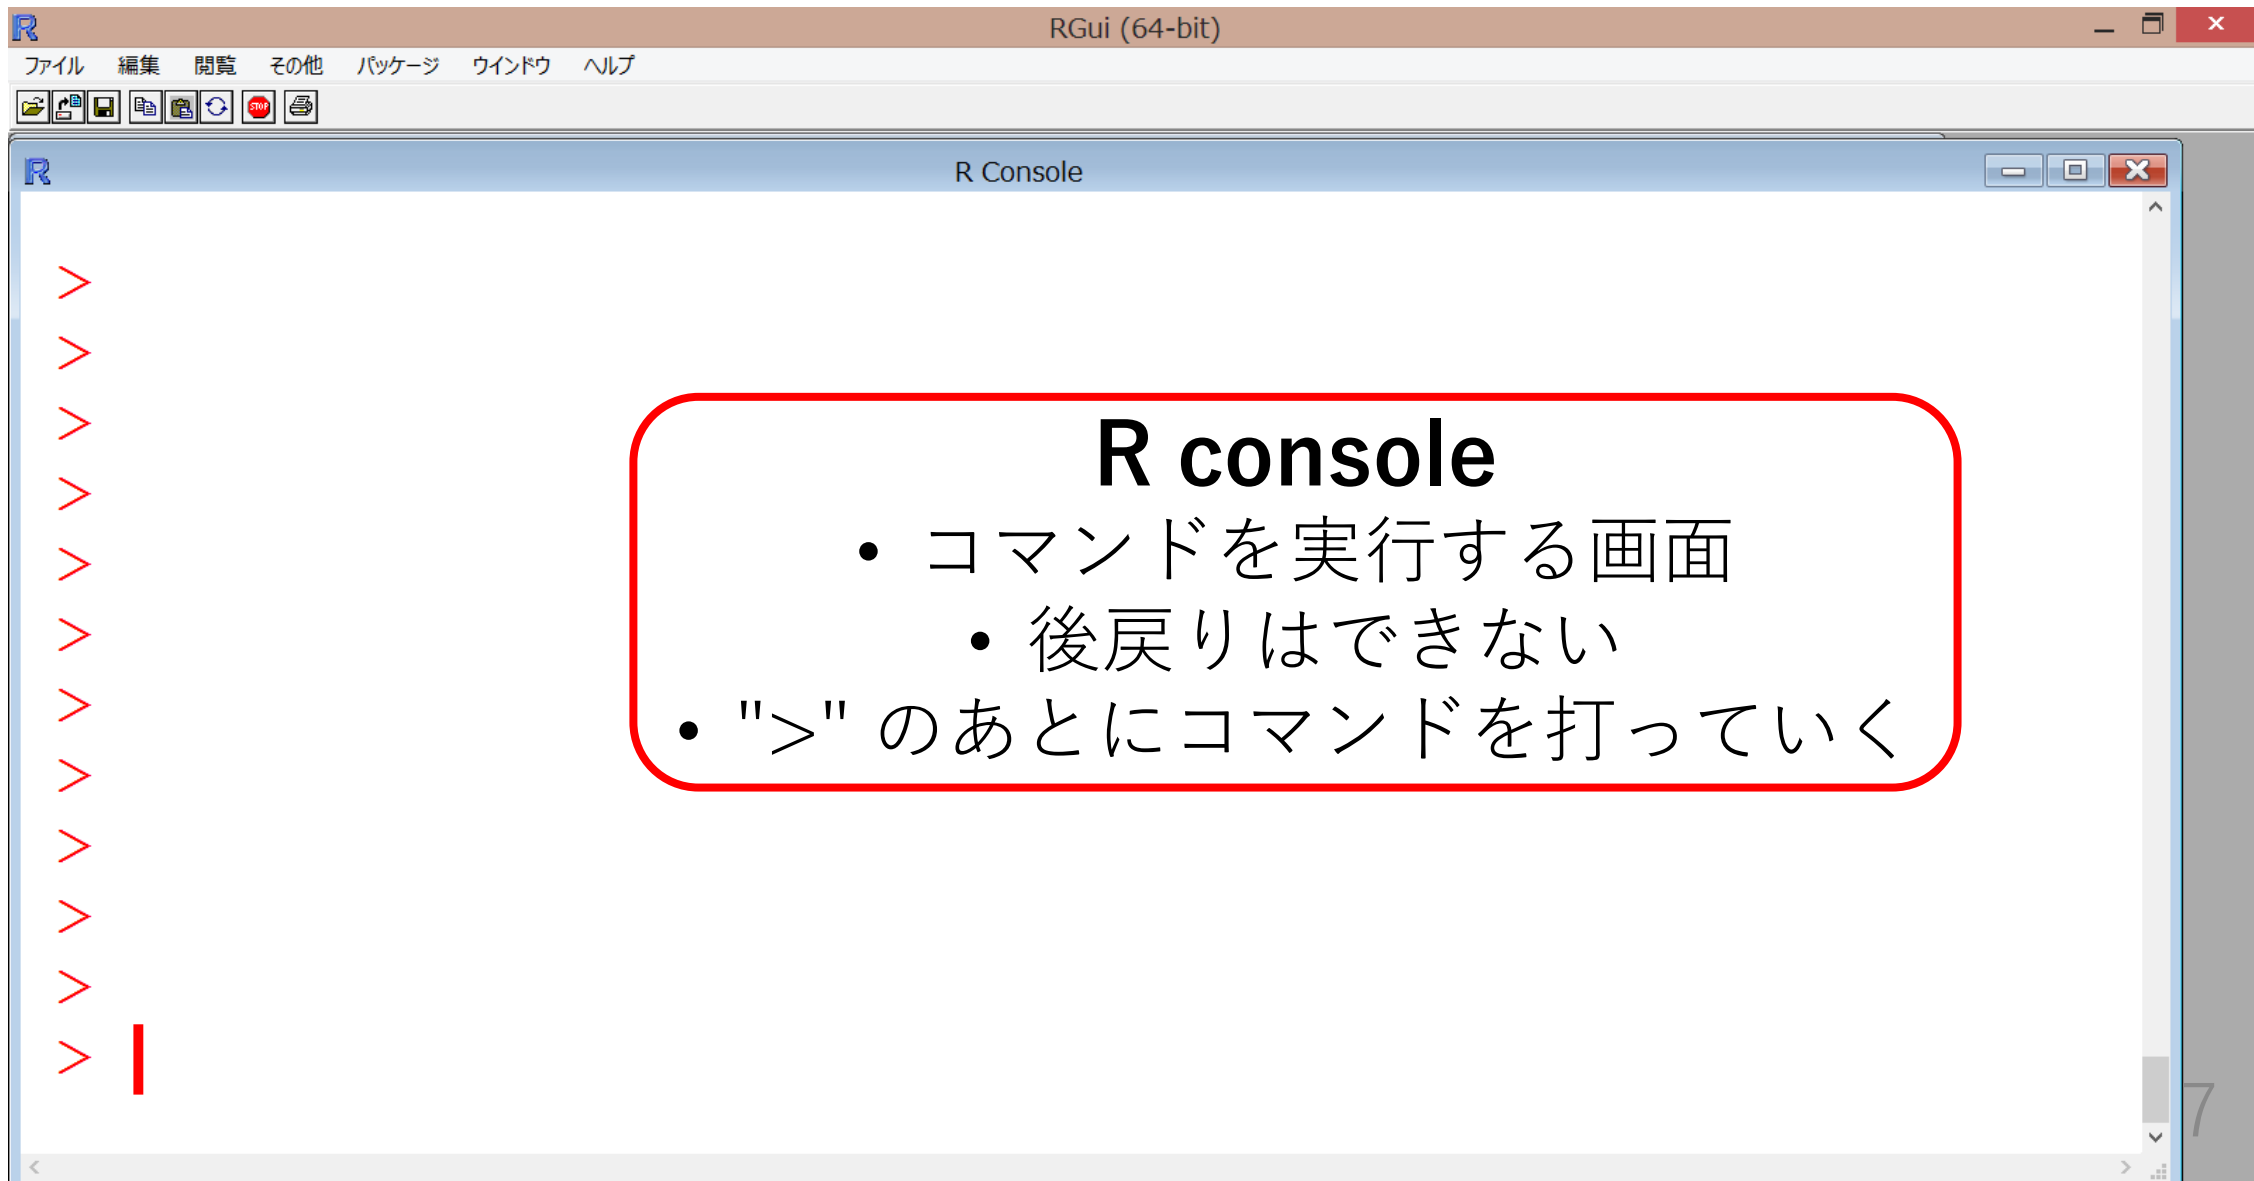 RGui (64-bit)
ファイル 編集 閲覧 その他 パッケージ ウインドウ ヘルプ
STOP
R Console
>
>
>
>
>
>
>
>
>
>
>
>
R console
• コマンドを実行する画面
• 後戻りはできない
• ">" のあとにコマンドを打っていく
7